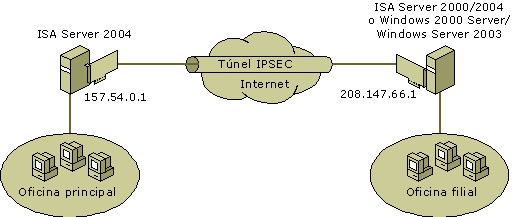 ISA Server 2004
ISA Server 2000/2004
o Windows 2000 Server/
Windows Server 2003
Túnel IPSEC
Internet
157.54.0.1
208.147.66.1
Oficina principal
Oficina filial